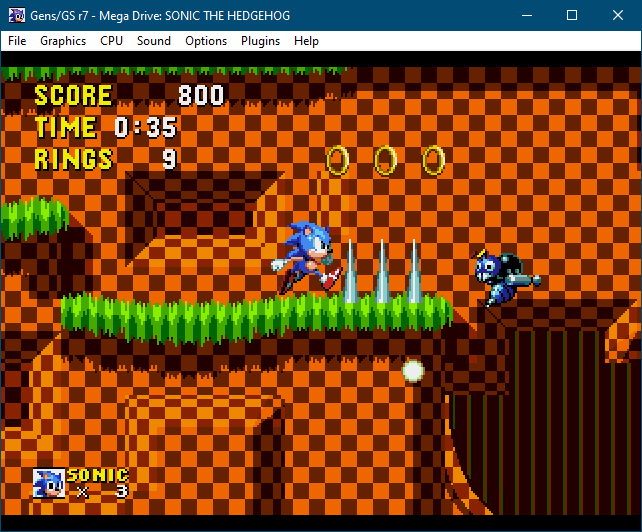 Gens/GS r7 - Mega Drive: SONIC THE HEDGEHOG
File Graphics CPU Sound Options Plugins Help
SCORE 800
TIME 0:35
RINGS 9
SONIC
x 3